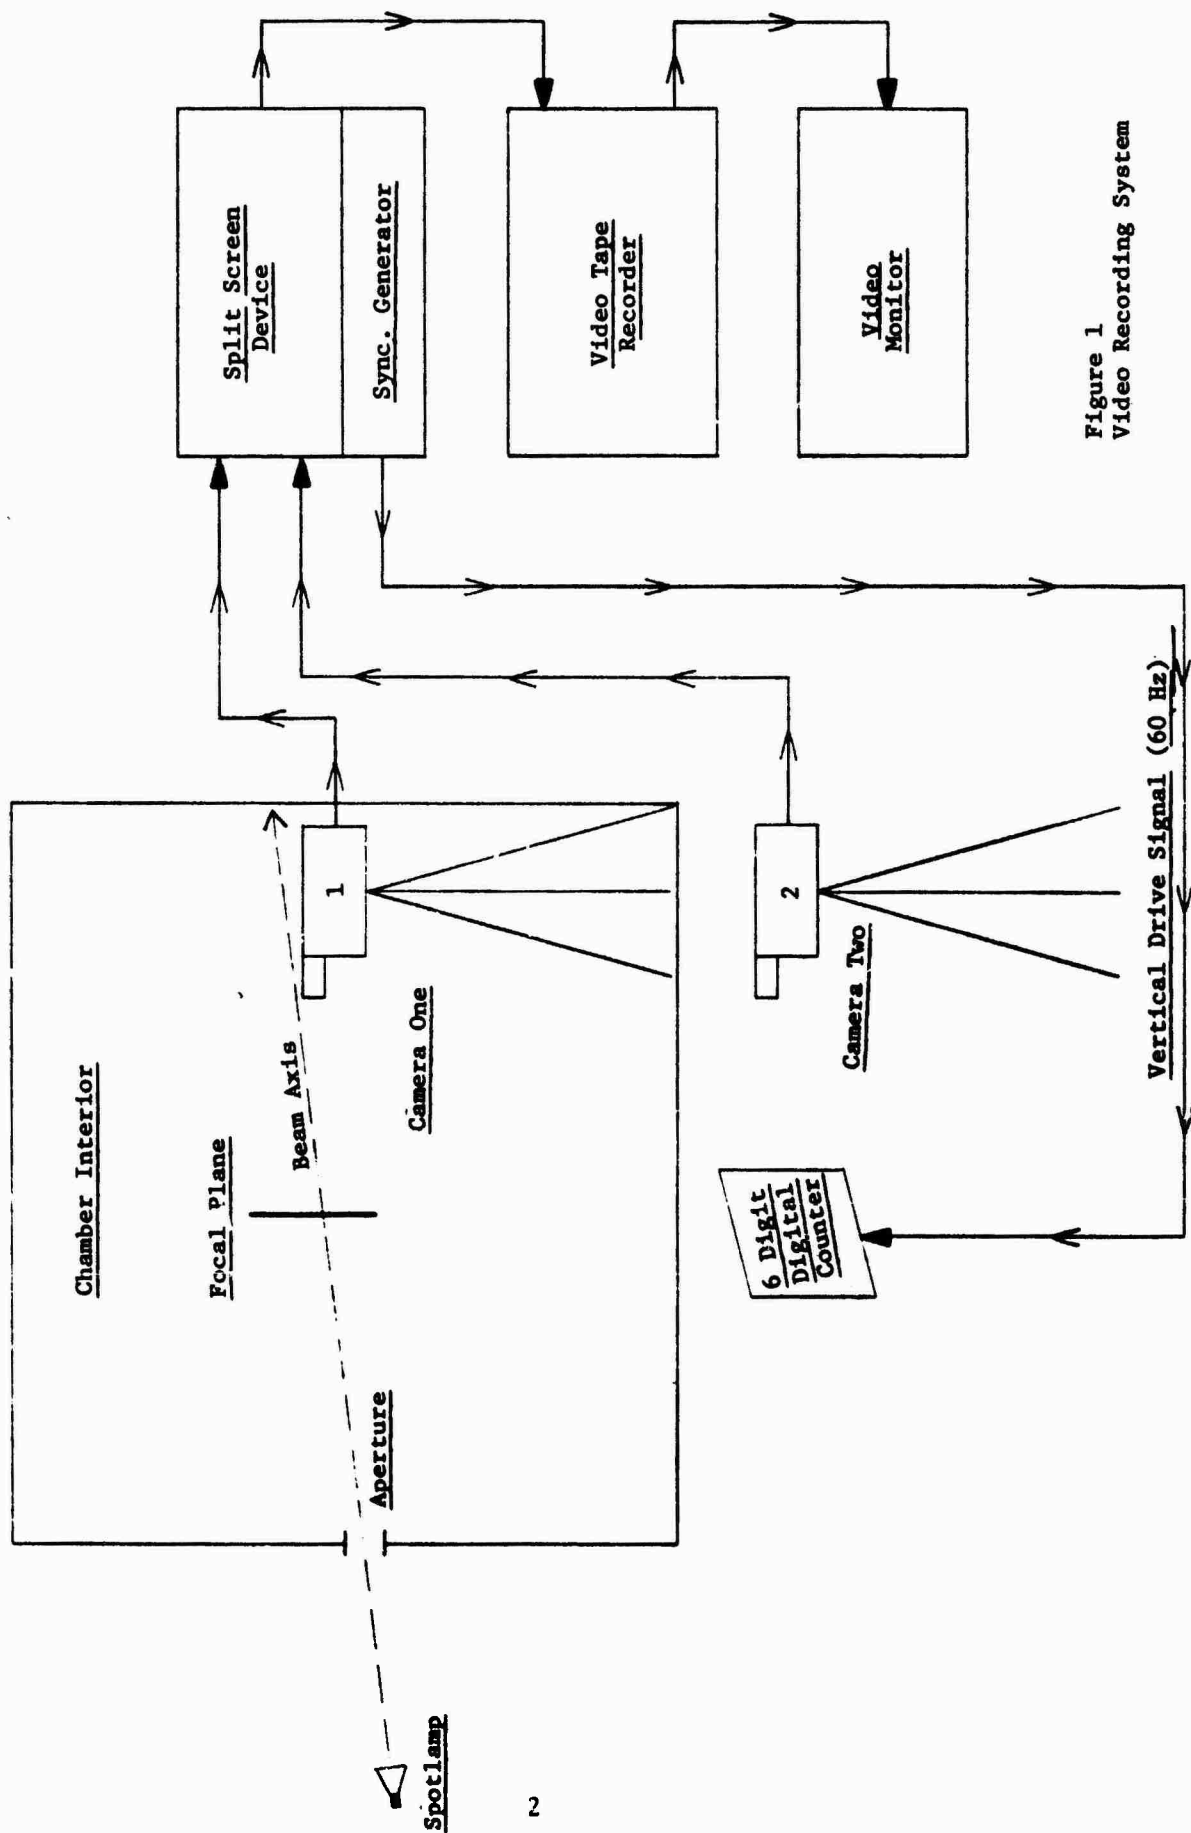 Chamber Interior
Focal Plane
Beam Axis
Aperture
Spotlamp
1
Camera One
6 Digit
Digital
Counter
2
Camera Two
Vertical Drive Signal (60 Hz)
Split Screen
Device
Sync. Generator
Video Tape
Recorder
Video
Monitor
Figure 1
Video Recording System
2